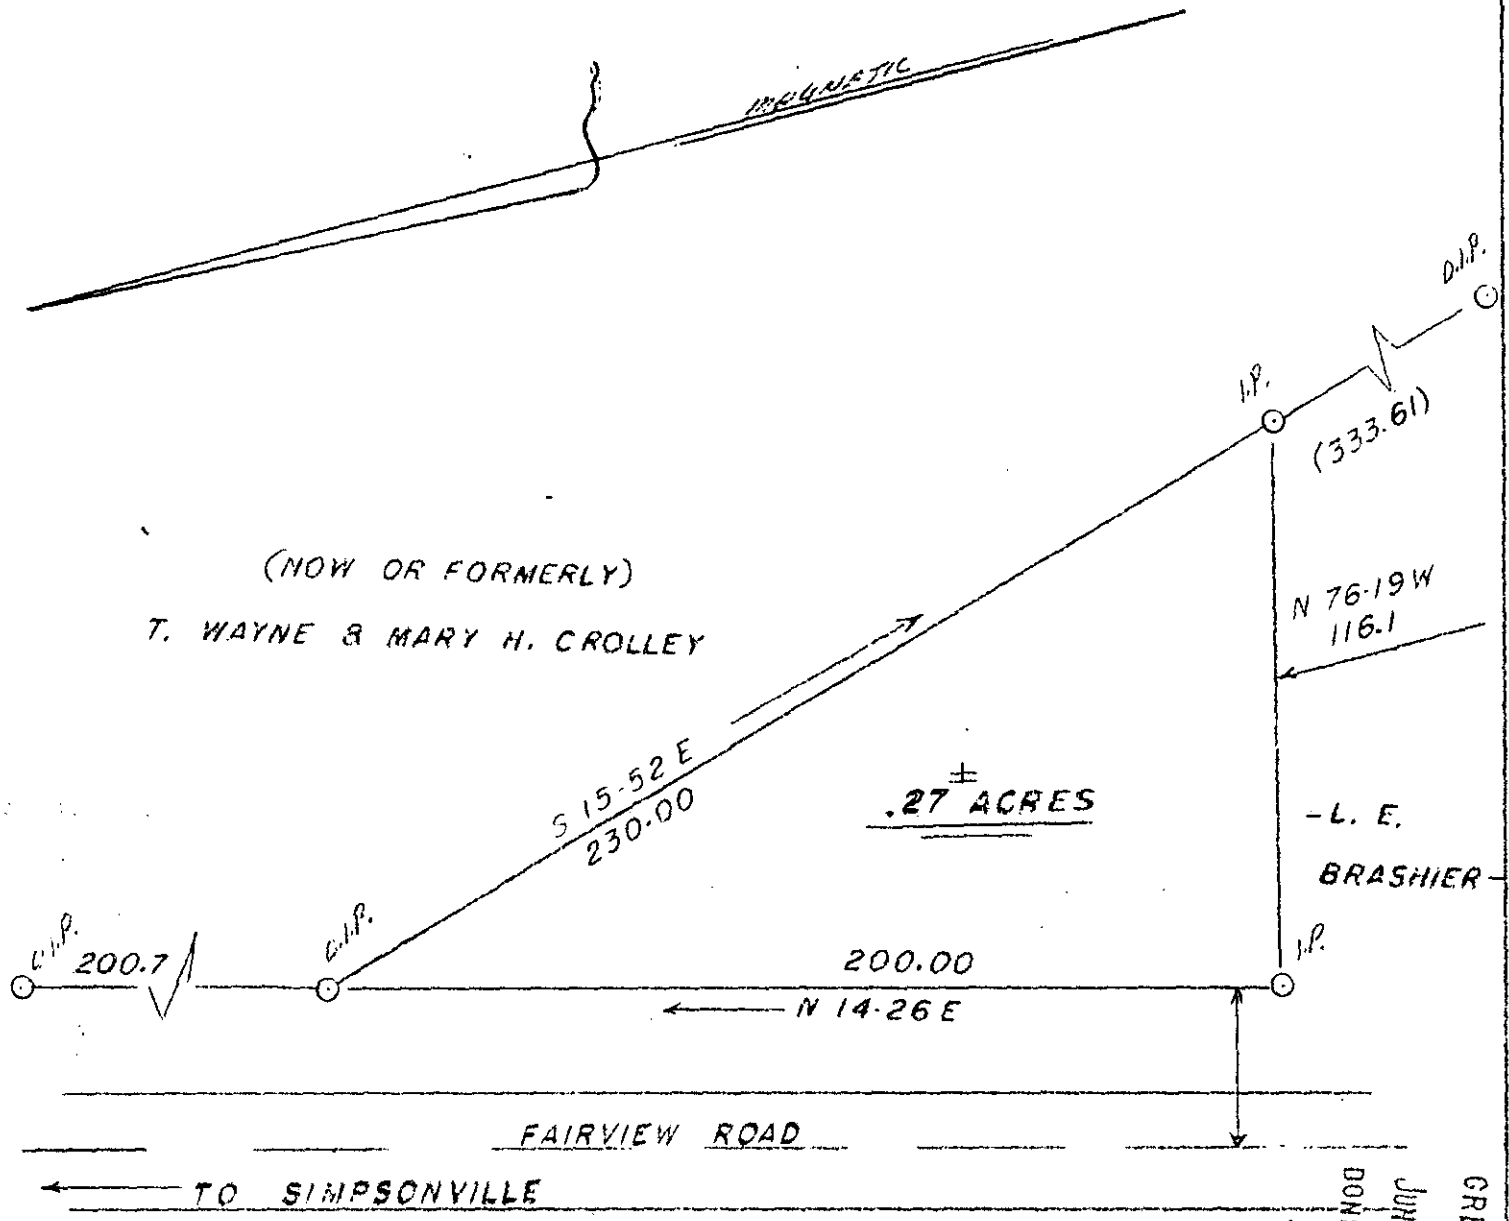 MAGNETIC
O.I.P.
I.P.
(333.61)
(NOW OR FORMERLY)
T. WAYNE & MARY H. CROLLEY
N 76-19 W
116.1
S 15-52 E
230.00
.27 ± ACRES
-L. E.
BRASHIER-
O.I.P.
200.7
O.I.P.
200.00
I.P.
N 14.26 E
FAIRVIEW ROAD
TO SIMPSONVILLE